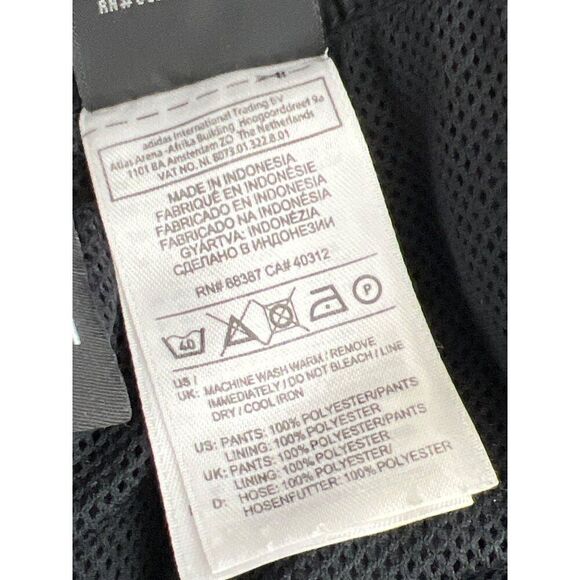 RN#
adidas International Trading BV
Atlas Arena -Afrika Building Hoogoorddreef 9a
1101 BA Amsterdam ZO The Netherlands
VAT NO. NL 8073.01.322.B.01
MADE IN INDONESIA
FABRIQUÉ EN INDONÉSIE
FABRICADO EN INDONESIA
FABRICADO NA INDONÉSIA
GYÁRTVA: INDONÉZIA
СДЕЛАНО В ИНДОНЕЗИИ
RN# 88387 CA# 40312
40 P
US /
UK: MACHINE WASH WARM / REMOVE
IMMEDIATELY / DO NOT BLEACH / LINE
DRY / COOL IRON
US: PANTS: 100% POLYESTER/PANTS
LINING: 100% POLYESTER
UK: PANTS: 100% POLYESTER/PANTS
LINING: 100% POLYESTER
D: HOSE: 100% POLYESTER/
HOSENFUTTER: 100% POLYESTER